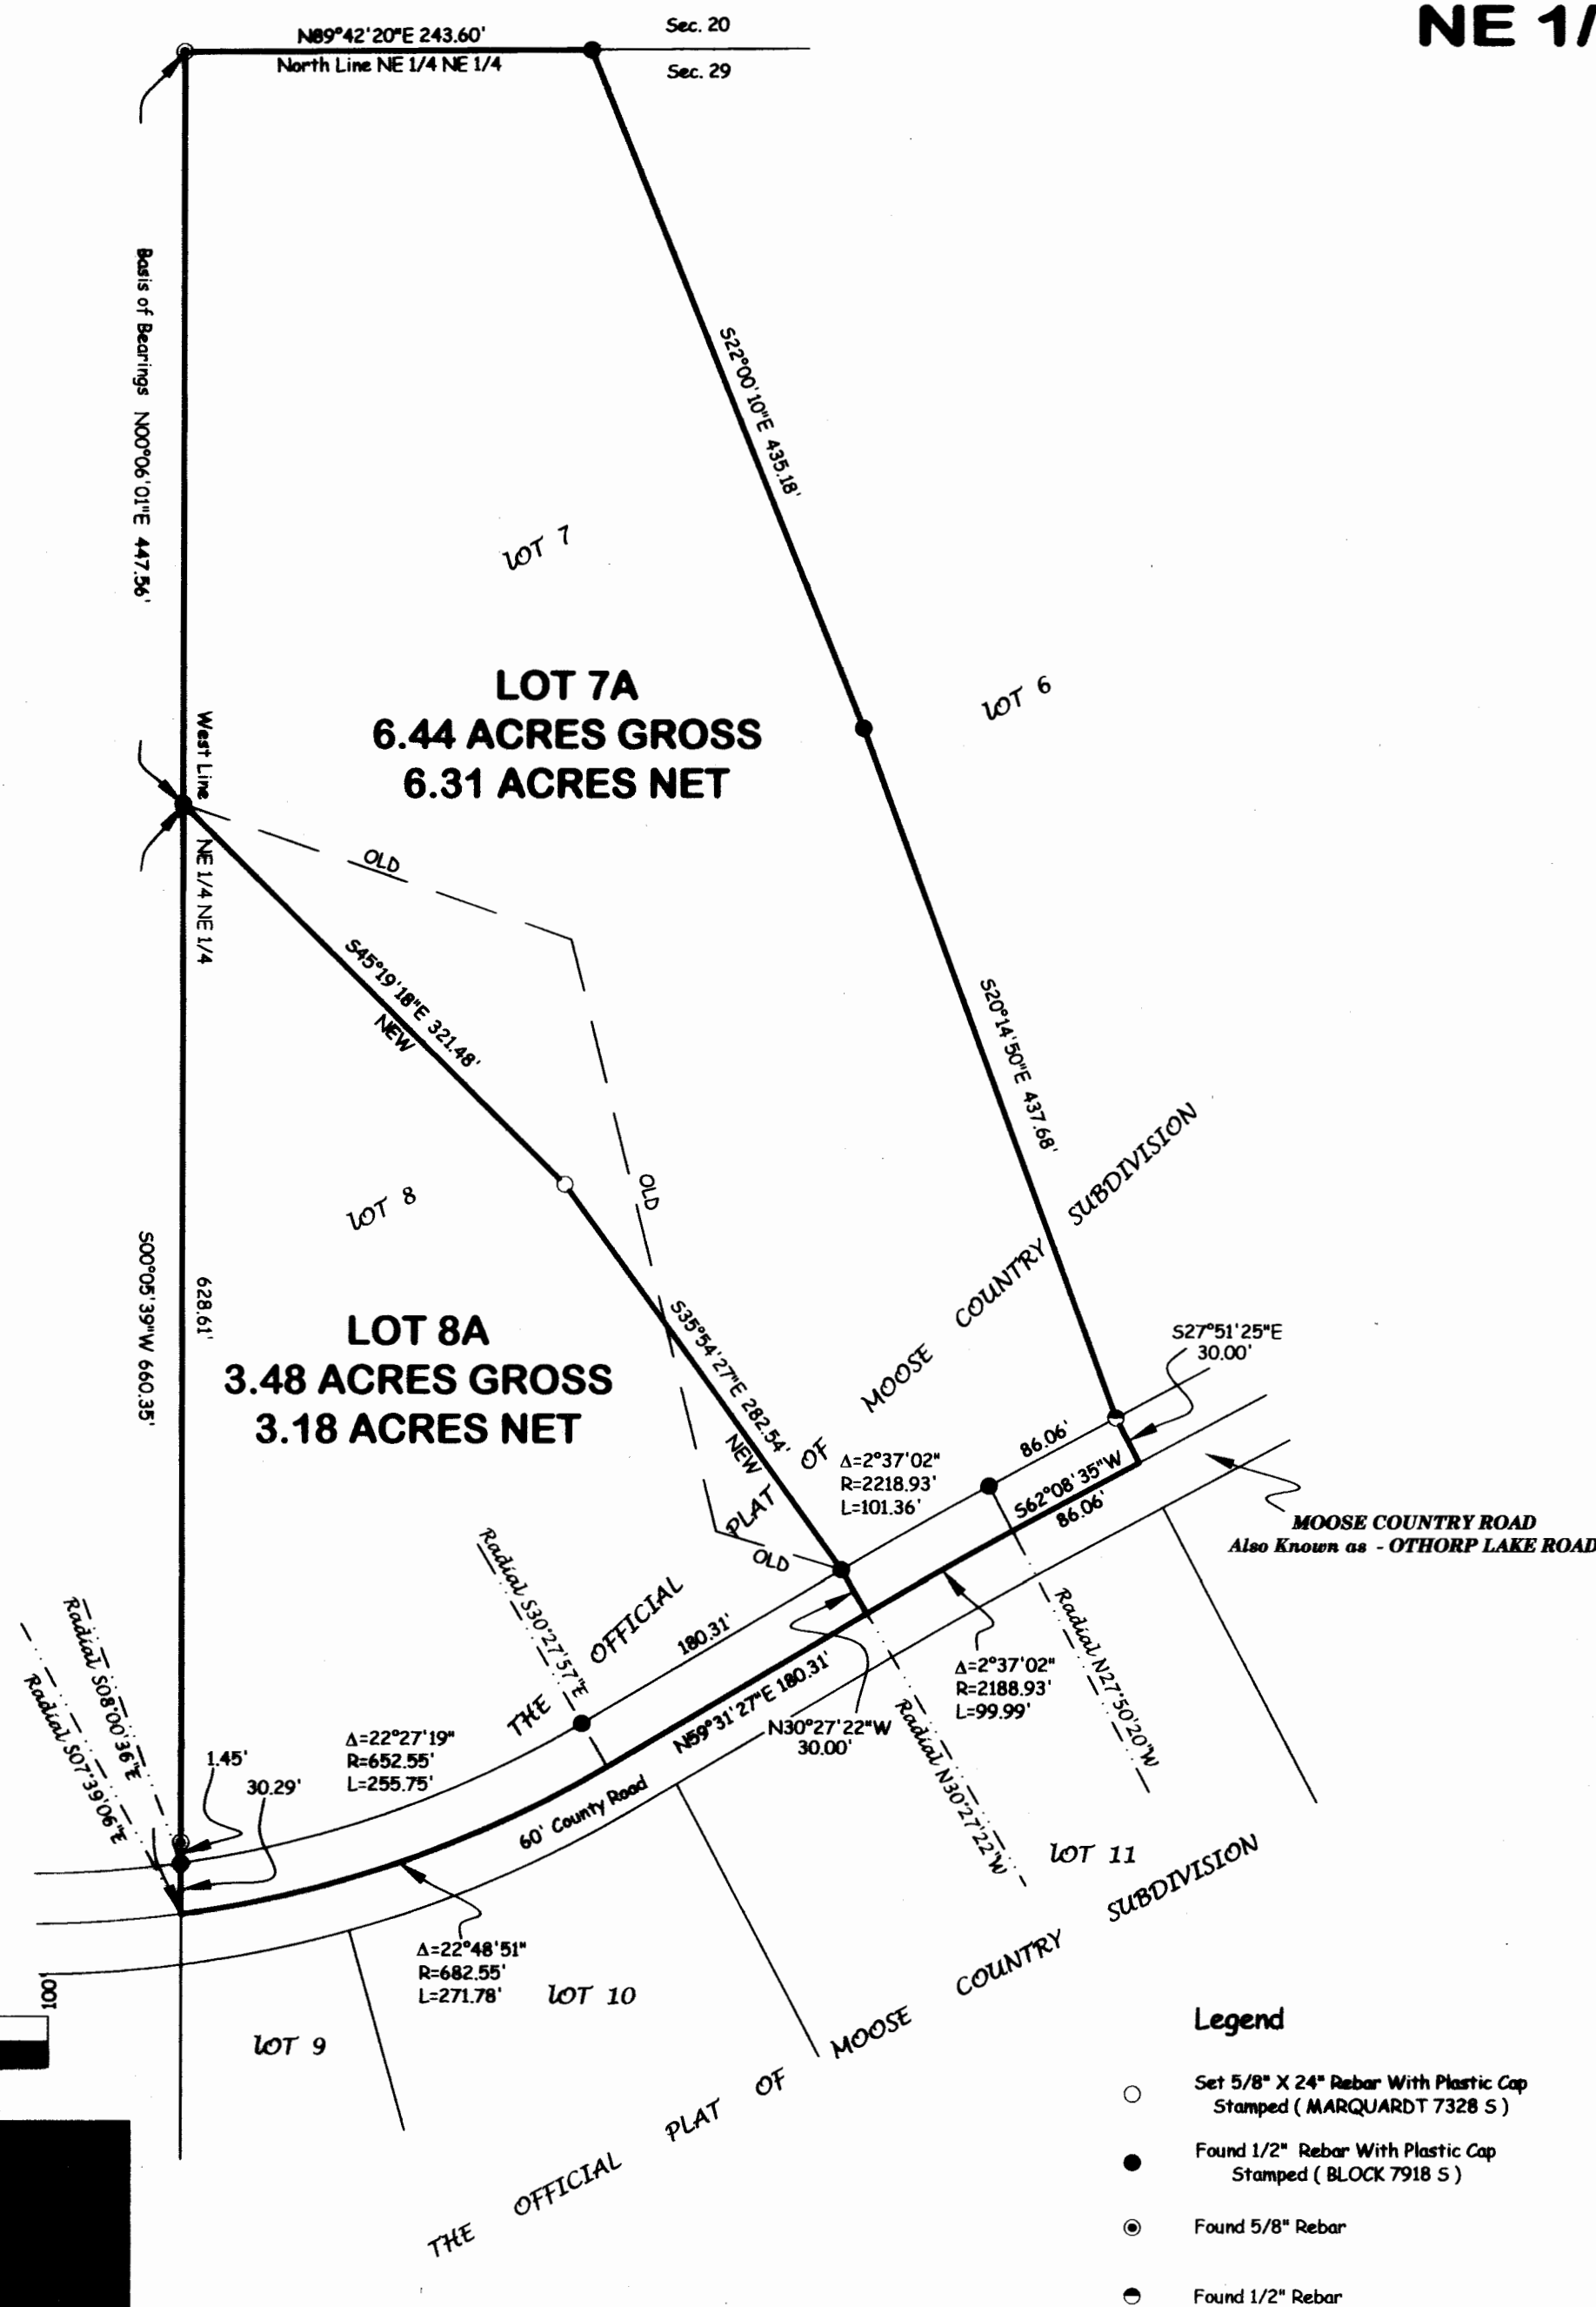 NE 1/
Sec. 20
N89°42'20"E 243.60'
North Line NE 1/4 NE 1/4
Sec. 29
Basis of Bearings N00°06'01"E 447.56'
S22°00'10"E 435.18'
LOT 7
LOT 7A
6.44 ACRES GROSS
6.31 ACRES NET
LOT 6
West Line NE 1/4 NE 1/4
OLD
S45°19'18"E 321.48'
NEW
S20°14'50"E 437.68'
OLD
LOT 8
S00°05'39"W 660.35'
628.61'
LOT 8A
3.48 ACRES GROSS
3.18 ACRES NET
S35°54'27"E 282.54'
NEW
THE OFFICIAL PLAT OF MOOSE COUNTRY SUBDIVISION
S27°51'25"E
30.00'
Δ=2°37'02"
R=2218.93'
L=101.36'
86.06'
S62°08'35"W
86.06'
OLD
MOOSE COUNTRY ROAD
Also Known as - OTHORP LAKE ROAD
Radial S30°27'57"E
180.31'
N59°31'27"E 180.31'
Δ=2°37'02"
R=2188.93'
L=99.99'
Radial N27°50'20"W
N30°27'22"W
30.00'
Radial N30°27'22"W
Radial S08°00'36"E
Radial S07°39'06"E
1.45'
30.29'
Δ=22°27'19"
R=652.55'
L=255.75'
60' County Road
Δ=22°48'51"
R=682.55'
L=271.78'
LOT 11
LOT 10
LOT 9
100'
THE OFFICIAL PLAT OF MOOSE COUNTRY SUBDIVISION
Legend
Set 5/8" X 24" Rebar With Plastic Cap
Stamped ( MARQUARDT 7328 S )
Found 1/2" Rebar With Plastic Cap
Stamped ( BLOCK 7918 S )
Found 5/8" Rebar
Found 1/2" Rebar